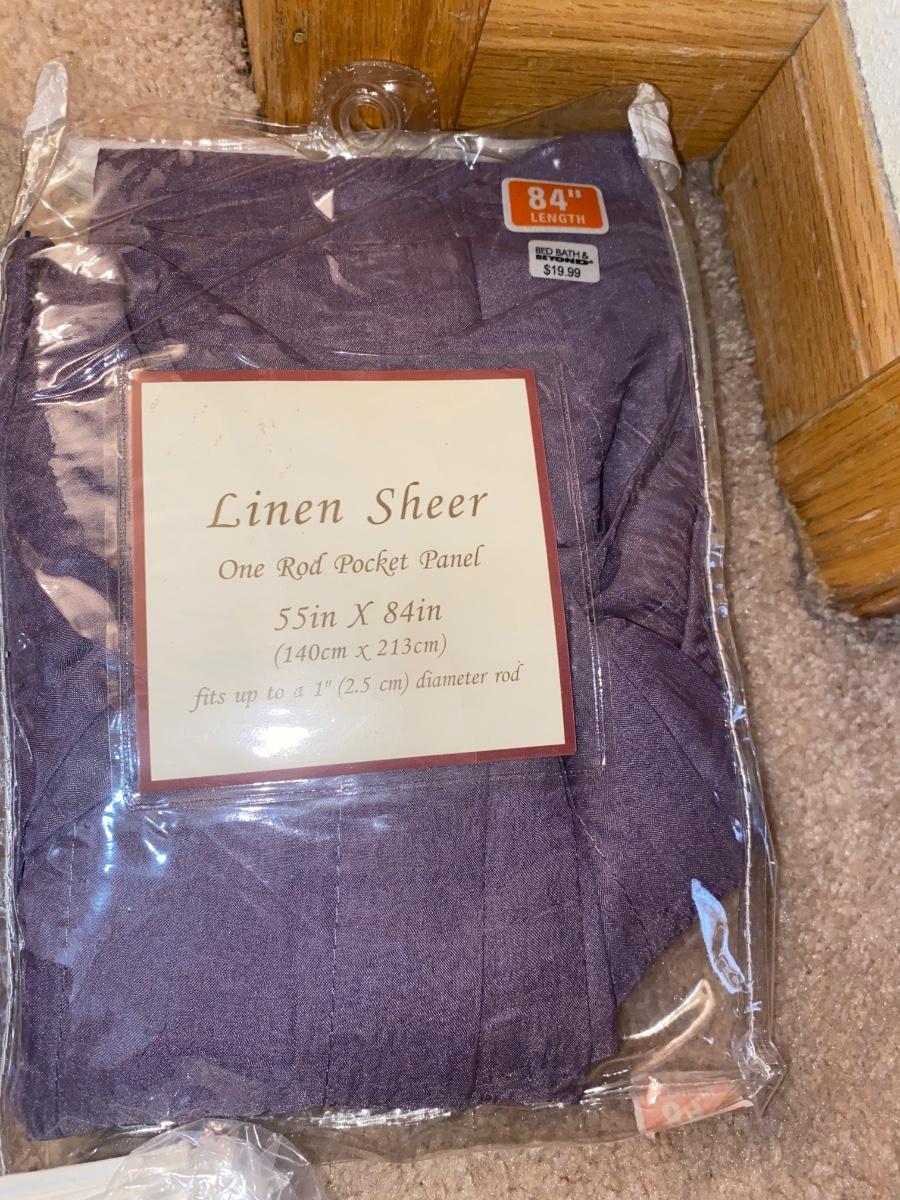 84"
LENGTH
BED BATH &
BEYOND
$19.99
Linen Sheer
One Rod Pocket Panel
55in X 84in
(140cm x 213cm)
fits up to a 1" (2.5 cm) diameter rod